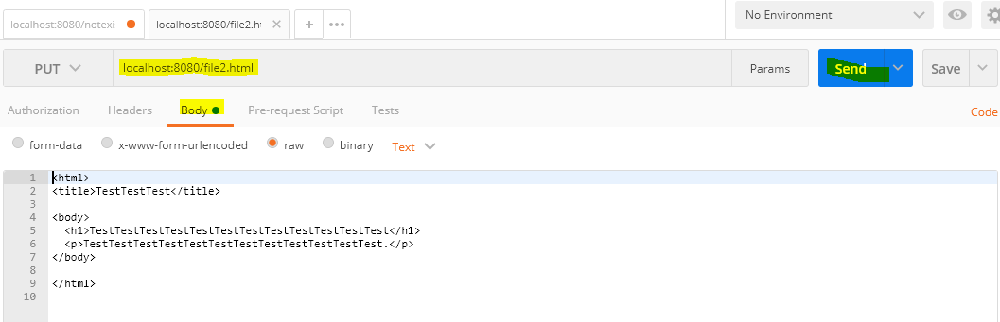 localhost:8080/notexi
localhost:8080/file2.ht
No Environment
PUT
localhost:8080/file2.html
Params
Send
Save
Authorization Headers Body Pre-request Script Tests Code
form-data x-www-form-urlencoded raw binary Text
1 <html>
2 <title>TestTestTest</title>
3
4 <body>
5 <h1>TestTestTestTestTestTestTestTestTestTestTestTest</h1>
6 <p>TestTestTestTestTestTestTestTestTestTestTestTest.</p>
7 </body>
8
9 </html>
10